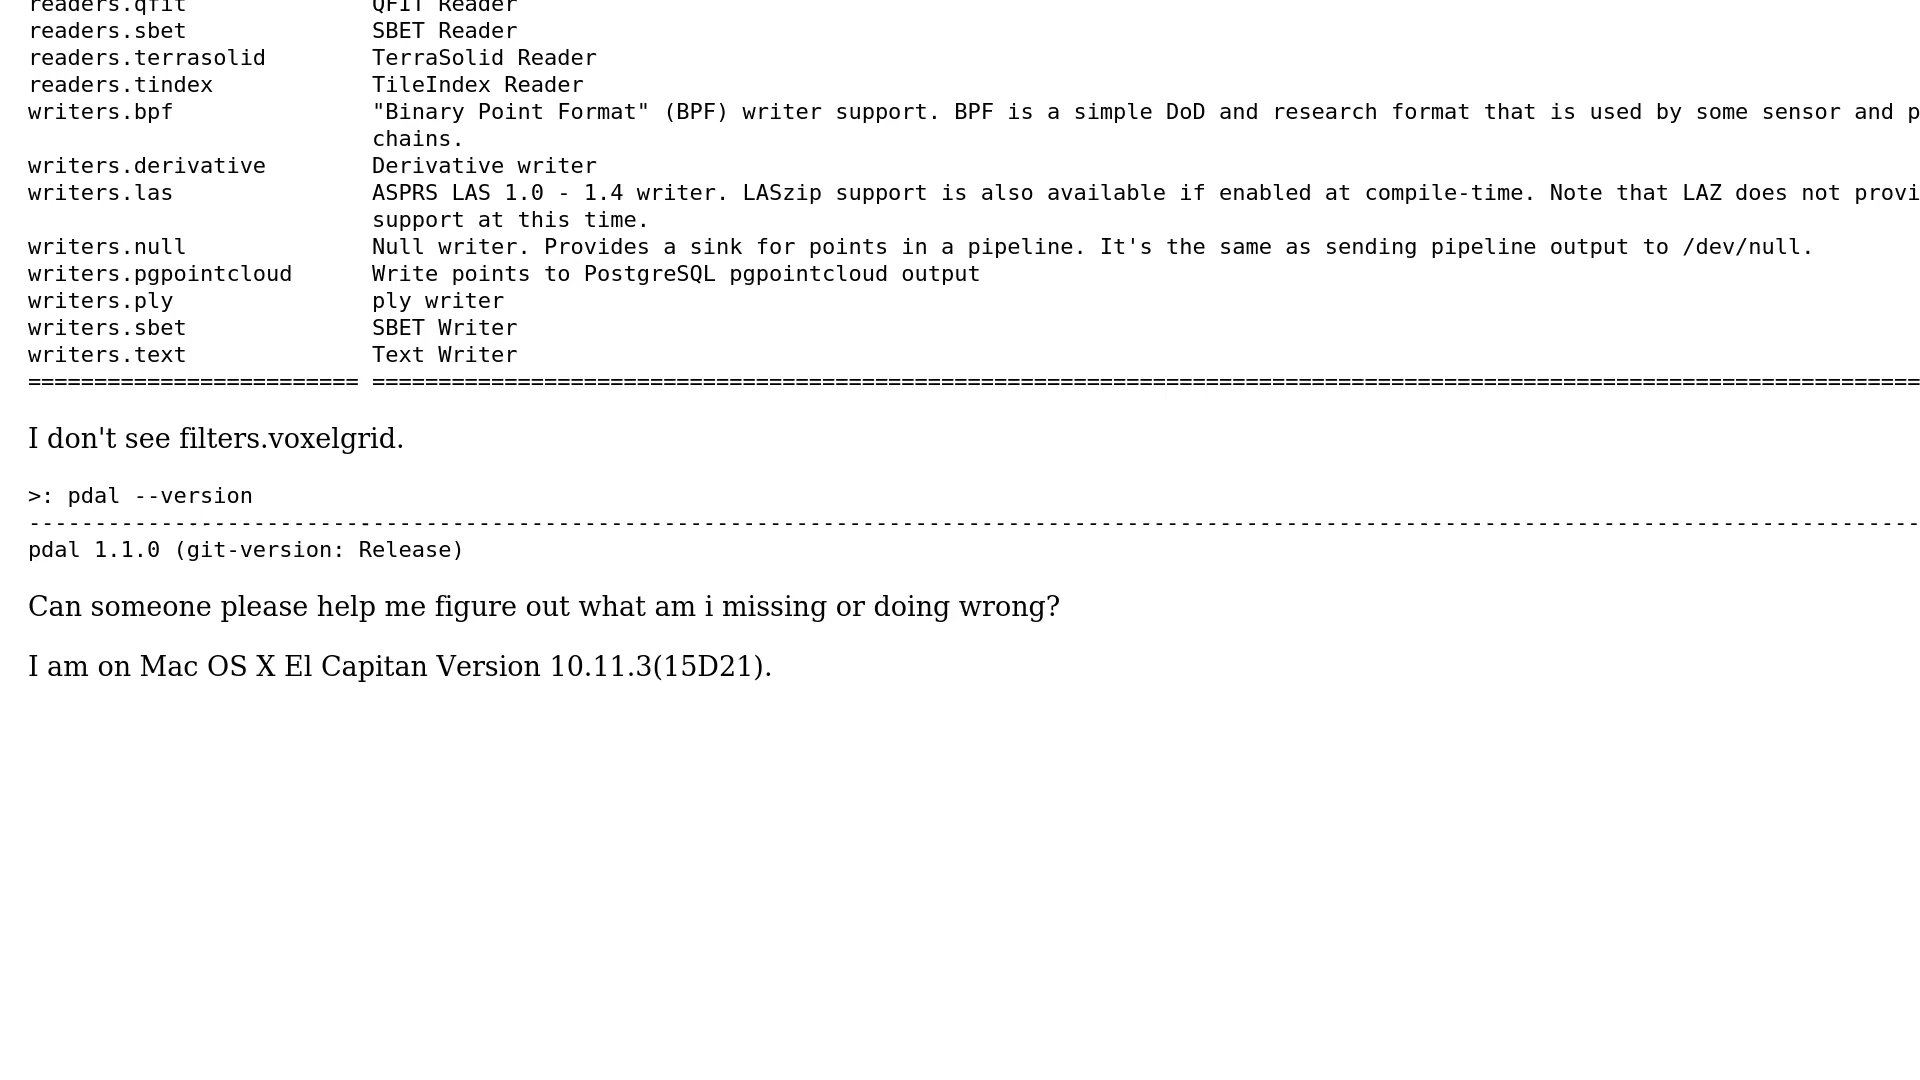 readers.qfit QFIT Reader
readers.sbet SBET Reader
readers.terrasolid TerraSolid Reader
readers.tindex TileIndex Reader
writers.bpf "Binary Point Format" (BPF) writer support. BPF is a simple DoD and research format that is used by some sensor and p
chains.
writers.derivative Derivative writer
writers.las ASPRS LAS 1.0 - 1.4 writer. LASzip support is also available if enabled at compile-time. Note that LAZ does not provi
support at this time.
writers.null Null writer. Provides a sink for points in a pipeline. It's the same as sending pipeline output to /dev/null.
writers.pgpointcloud Write points to PostgreSQL pgpointcloud output
writers.ply ply writer
writers.sbet SBET Writer
writers.text Text Writer
========================= =====================================================================================================================
I don't see filters.voxelgrid.
>: pdal --version
-----------------------------------------------------------------------------------------------------------------------------------------------
pdal 1.1.0 (git-version: Release)
Can someone please help me figure out what am i missing or doing wrong?
I am on Mac OS X El Capitan Version 10.11.3(15D21).